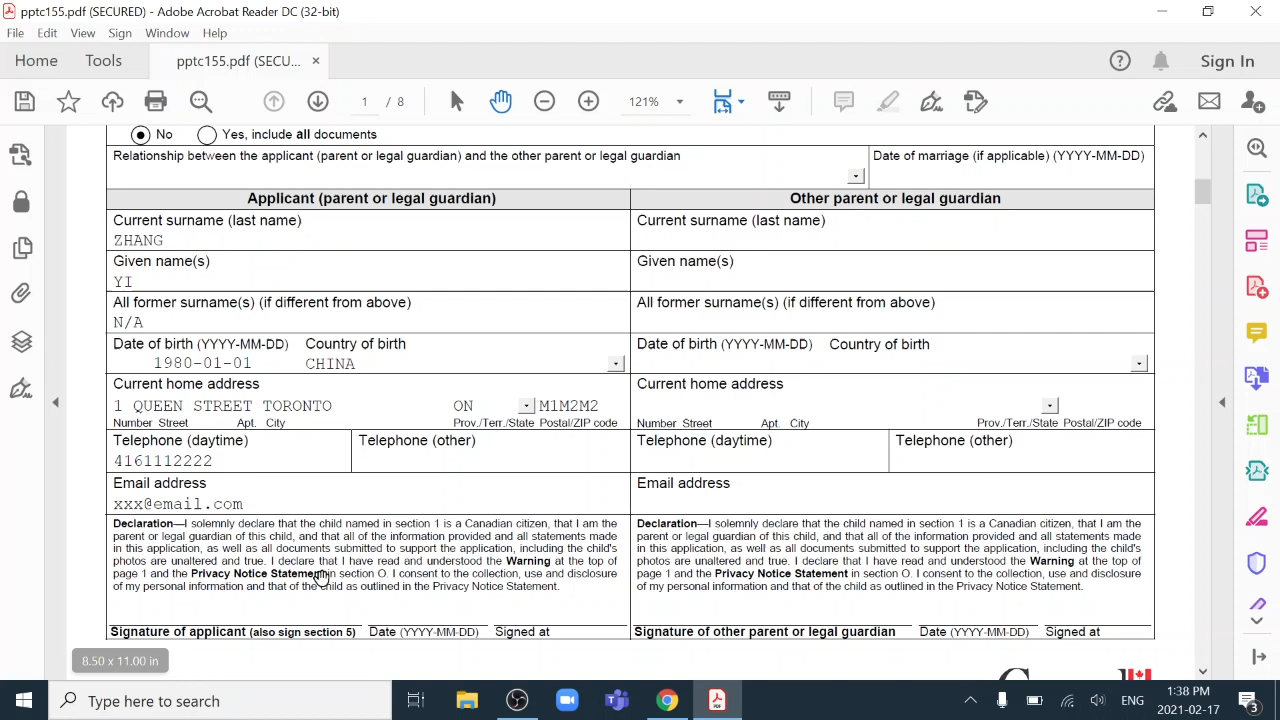 pptc155.pdf (SECURED) - Adobe Acrobat Reader DC (32-bit)
File Edit View Sign Window Help
Home Tools pptc155.pdf (SECU... × Sign In
1 / 8 121%
No Yes, include all documents
Relationship between the applicant (parent or legal guardian) and the other parent or legal guardian Date of marriage (if applicable) (YYYY-MM-DD)
Applicant (parent or legal guardian) Other parent or legal guardian
Current surname (last name) Current surname (last name)
ZHANG
Given name(s) Given name(s)
YI
All former surname(s) (if different from above) All former surname(s) (if different from above)
N/A
Date of birth (YYYY-MM-DD) Country of birth Date of birth (YYYY-MM-DD) Country of birth
1980-01-01 CHINA
Current home address Current home address
1 QUEEN STREET TORONTO ON M1M2M2
Number Street Apt. City Prov./Terr./State Postal/ZIP code Number Street Apt. City Prov./Terr./State Postal/ZIP code
Telephone (daytime) Telephone (other) Telephone (daytime) Telephone (other)
4161112222
Email address Email address
xxx@email.com
Declaration—I solemnly declare that the child named in section 1 is a Canadian citizen, that I am the
parent or legal guardian of this child, and that all of the information provided and all statements made
in this application, as well as all documents submitted to support the application, including the child's
photos are unaltered and true. I declare that I have read and understood the Warning at the top of
page 1 and the Privacy Notice Statement in section O. I consent to the collection, use and disclosure
of my personal information and that of the child as outlined in the Privacy Notice Statement.
Declaration—I solemnly declare that the child named in section 1 is a Canadian citizen, that I am the
parent or legal guardian of this child, and that all of the information provided and all statements made
in this application, as well as all documents submitted to support the application, including the child's
photos are unaltered and true. I declare that I have read and understood the Warning at the top of
page 1 and the Privacy Notice Statement in section O. I consent to the collection, use and disclosure
of my personal information and that of the child as outlined in the Privacy Notice Statement.
Signature of applicant (also sign section 5) Date (YYYY-MM-DD) Signed at Signature of other parent or legal guardian Date (YYYY-MM-DD) Signed at
8.50 x 11.00 in
Type here to search ENG 1:38 PM
2021-02-17 3